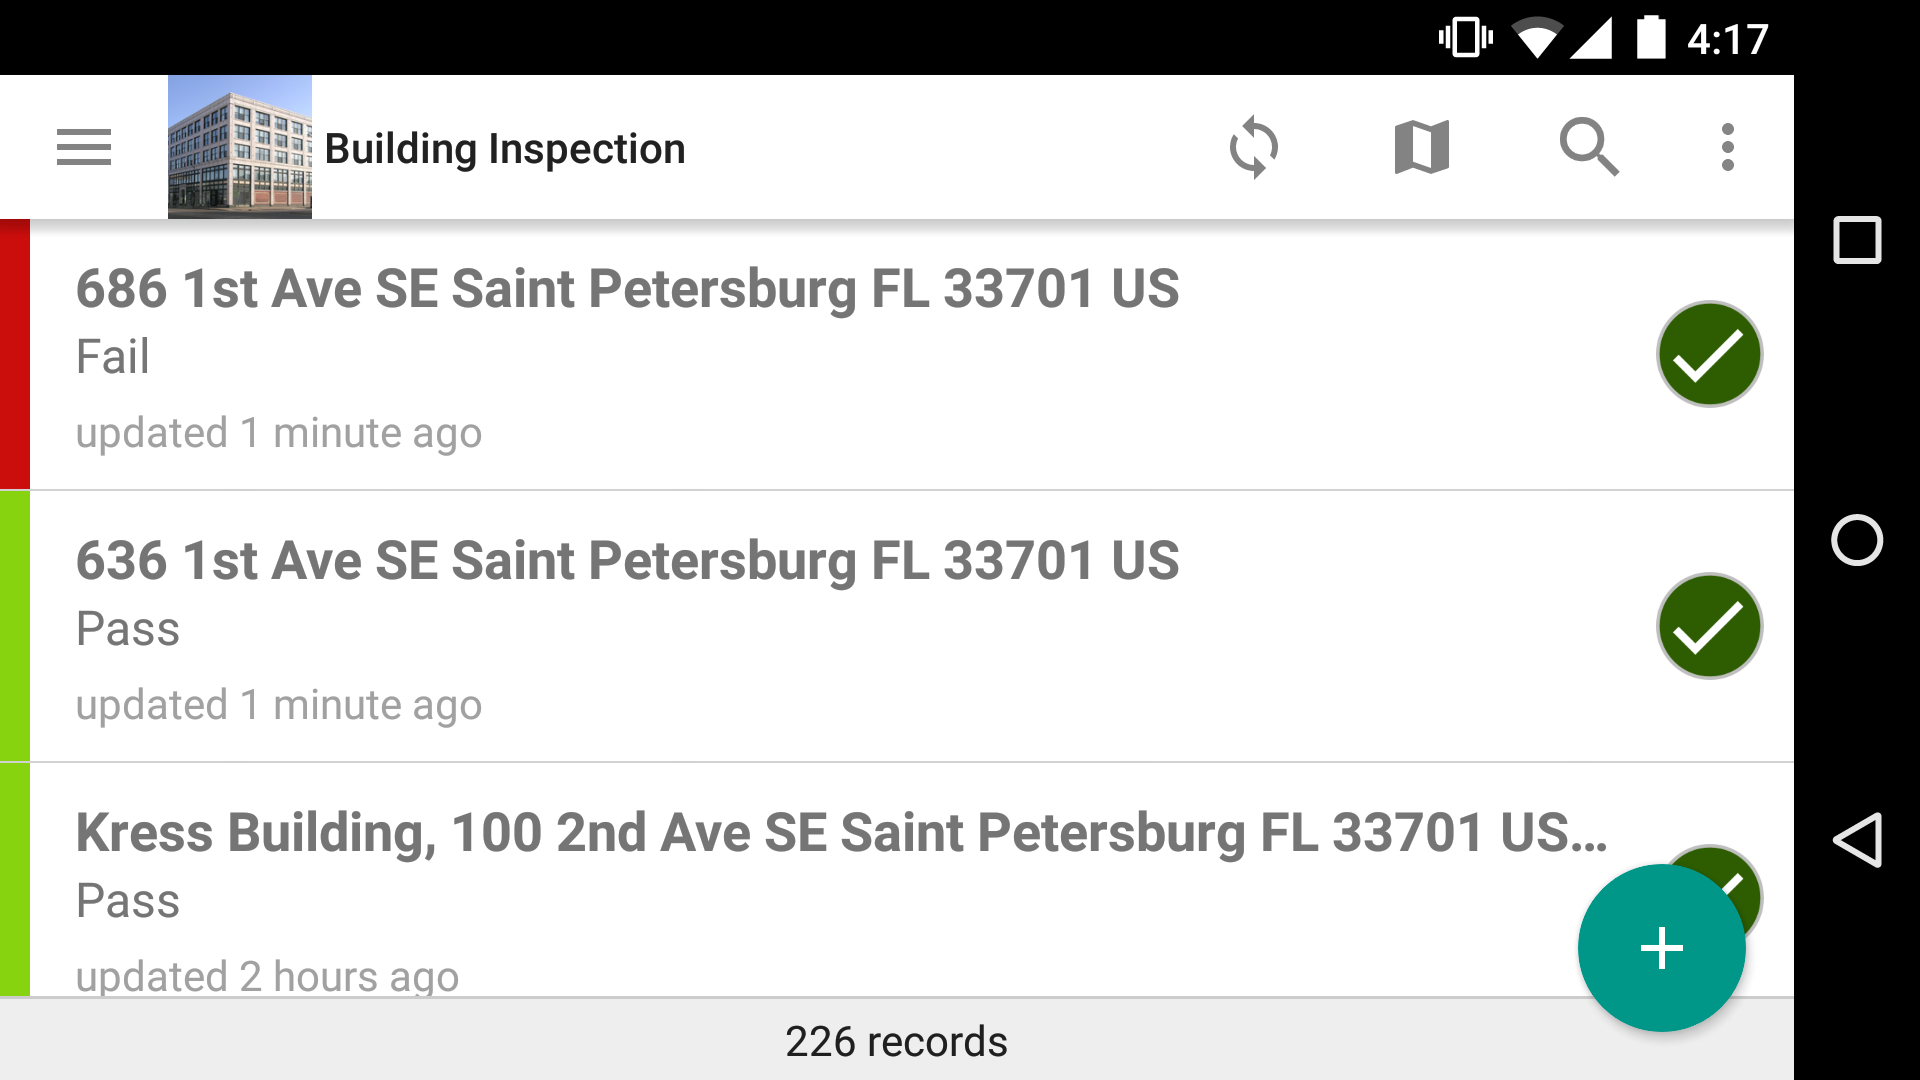 4:17
Building Inspection
686 1st Ave SE Saint Petersburg FL 33701 US
Fail
updated 1 minute ago
636 1st Ave SE Saint Petersburg FL 33701 US
Pass
updated 1 minute ago
Kress Building, 100 2nd Ave SE Saint Petersburg FL 33701 US...
Pass
updated 2 hours ago
226 records